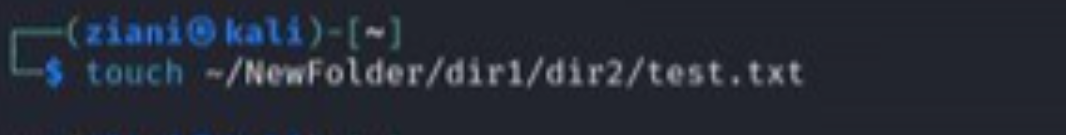 ┌──(ziani㉿kali)-[~]
└─$ touch ~/NewFolder/dir1/dir2/test.txt